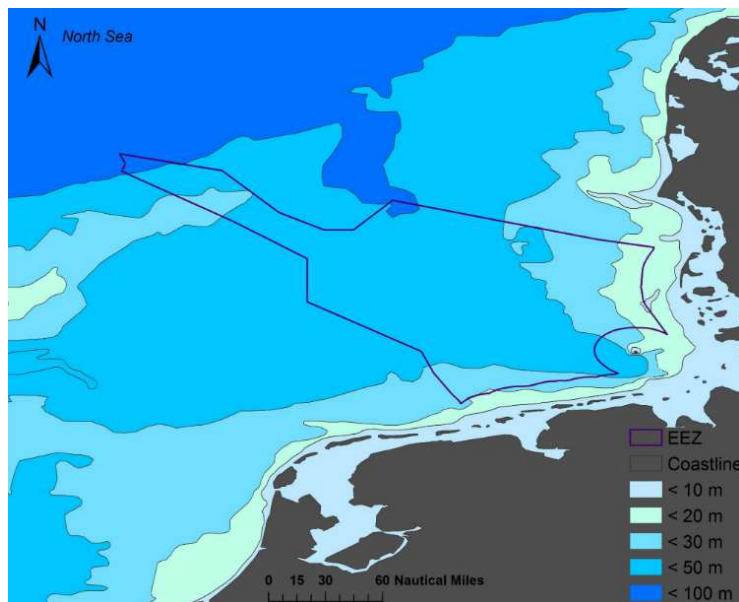 N
North Sea
EEZ
Coastline
< 10 m
< 20 m
< 30 m
< 50 m
< 100 m
0 15 30 60 Nautical Miles